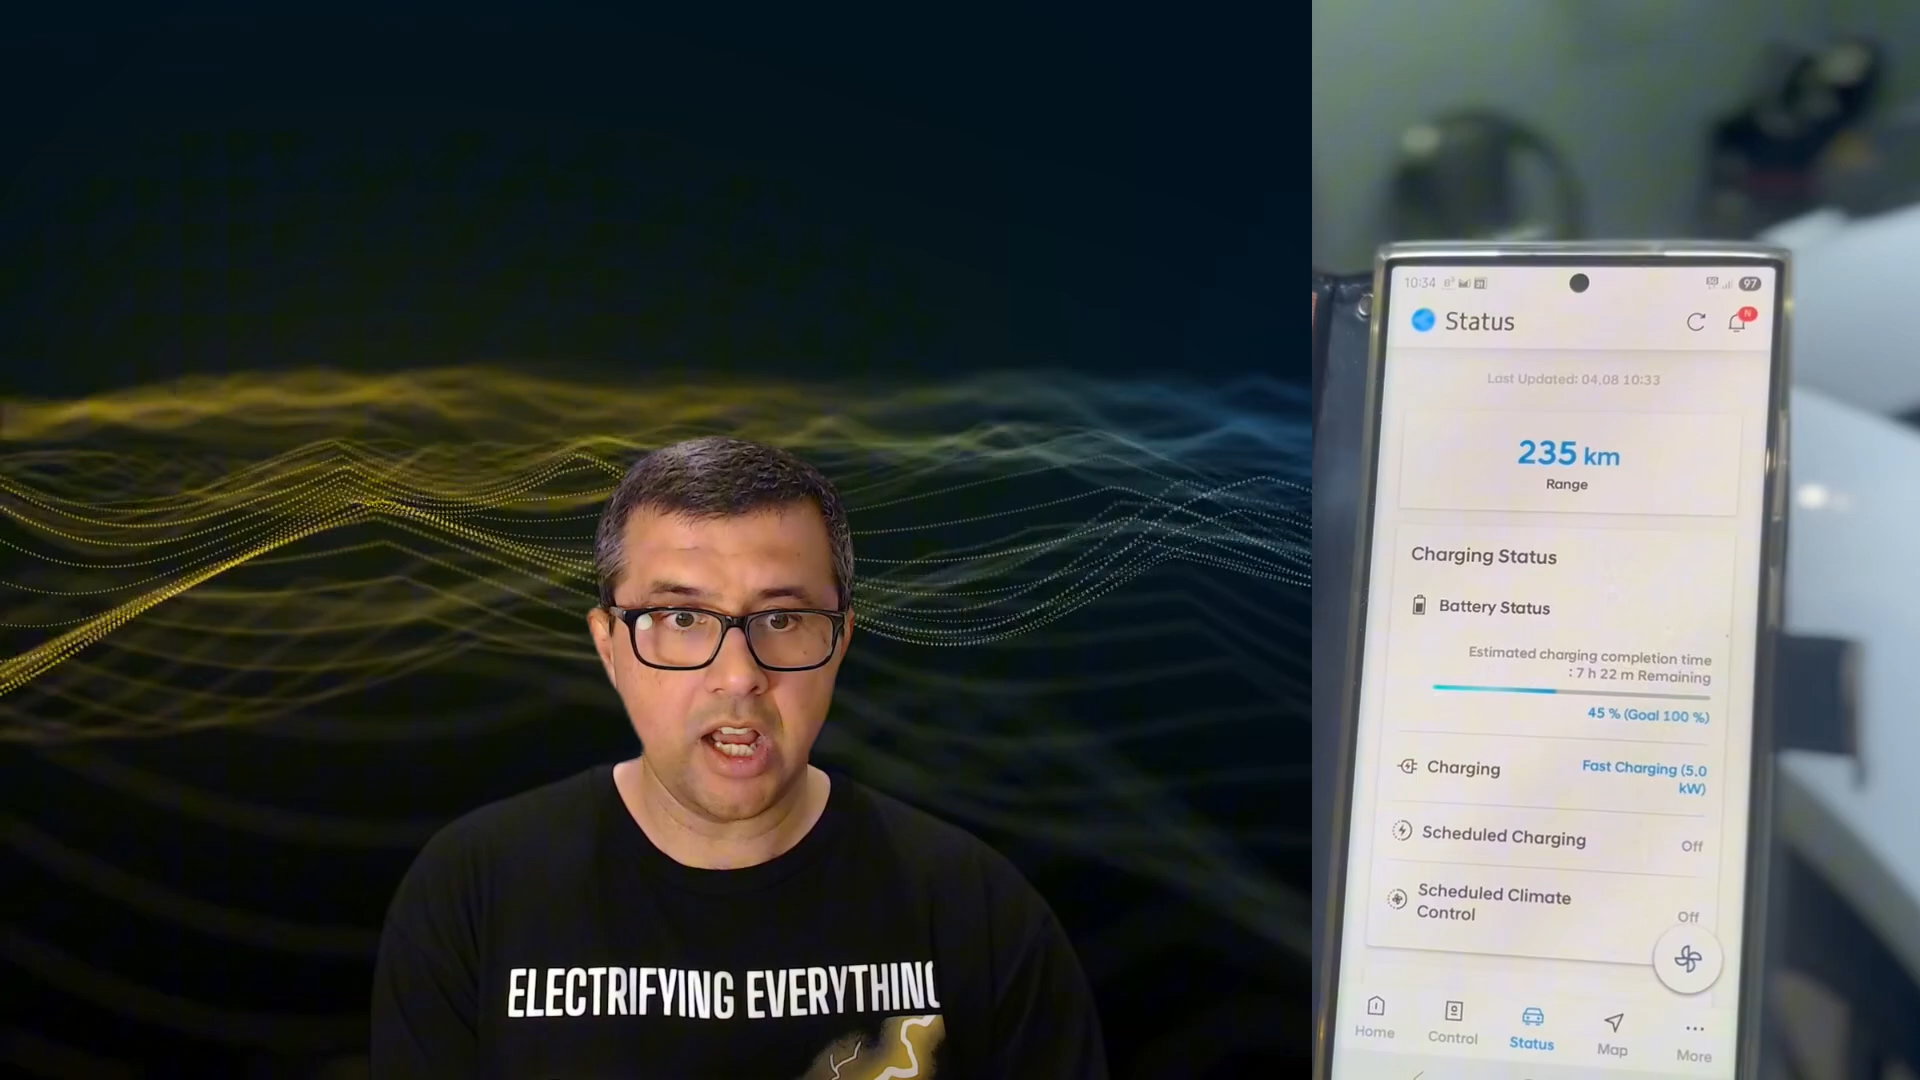 ELECTRIFYING EVERYTHING
10:34
97
Status
N
Last Updated: 04.08 10:33
235 km
Range
Charging Status
Battery Status
Estimated charging completion time
: 7 h 22 m Remaining
45 % (Goal 100 %)
Charging
Fast Charging (5.0
kW)
Scheduled Charging
Off
Scheduled Climate
Control
Off
Home
Control
Status
Map
More